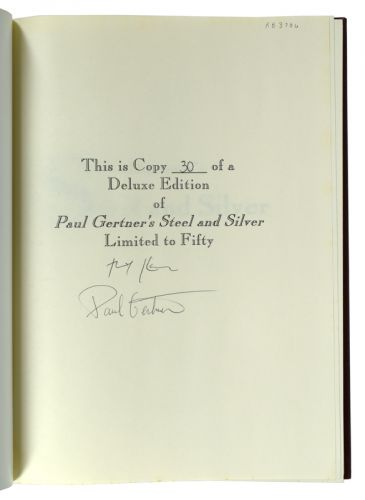 This is Copy 30 of a
Deluxe Edition
of
Paul Gertner's Steel and Silver
Limited to Fifty
Paul Gertner